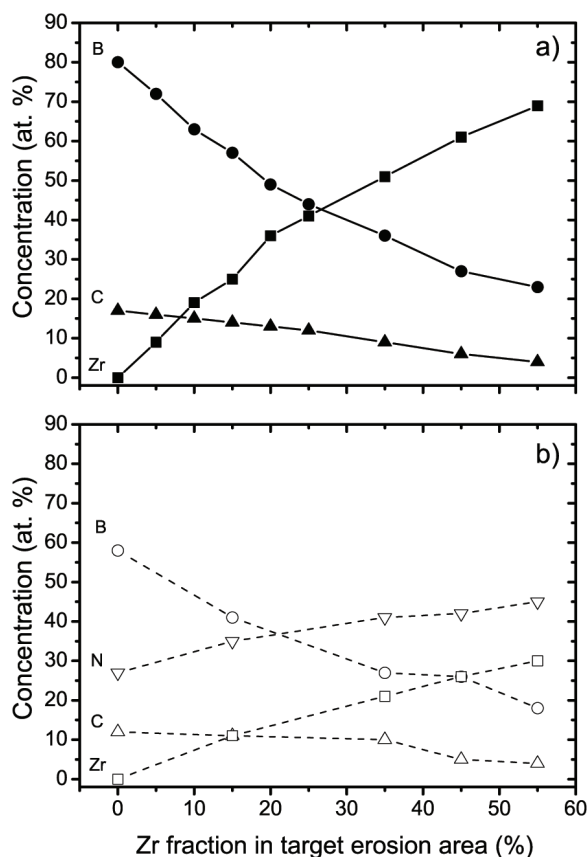 a)
90
80
70
60
50
40
30
20
10
0
Concentration (at. %)
B
C
Zr
b)
90
80
70
60
50
40
30
20
10
0
Concentration (at. %)
B
N
C
Zr
0 10 20 30 40 50 60
Zr fraction in target erosion area (%)